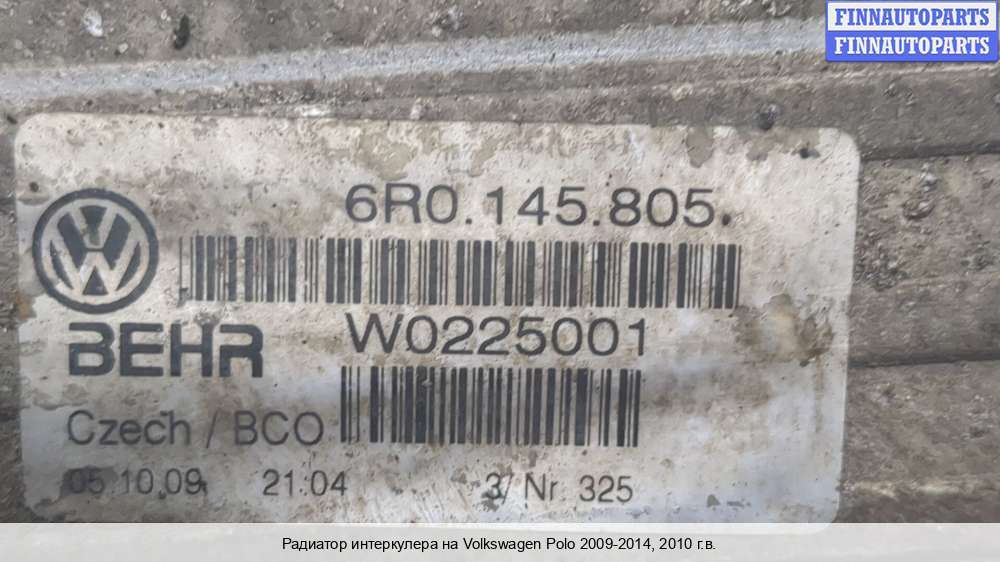 FINNAUTOPARTS
FINNAUTOPARTS
6R0.145.805.
W0225001
BEHR
Czech / BCO
05.10.09 21:04 3/ Nr. 325
Радиатор интеркулера на Volkswagen Polo 2009-2014, 2010 г.в.